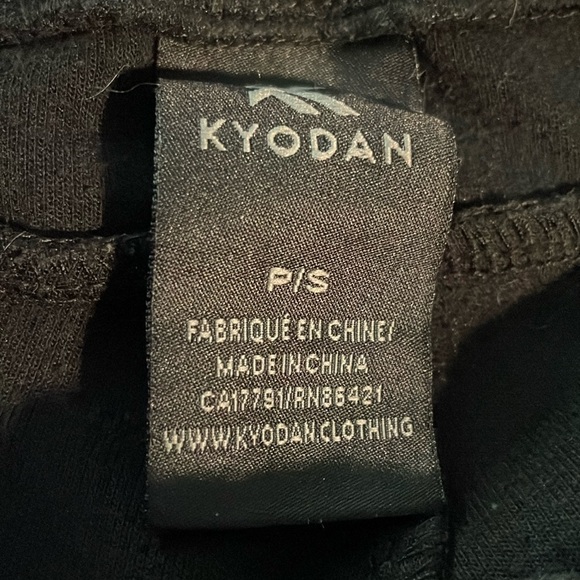 KYODAN
P/S
FABRIQUÉ EN CHINE/
MADE IN CHINA
CA17791/RN86421
WWW.KYODAN.CLOTHING